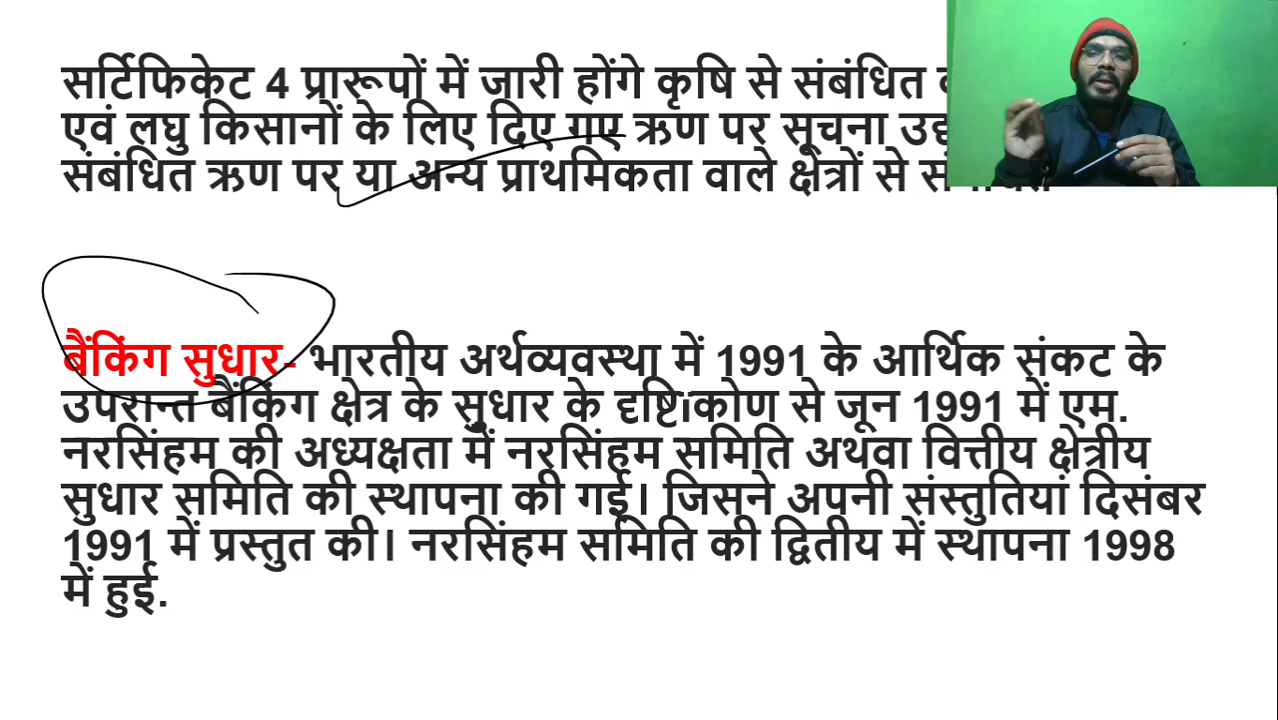 सर्टिफिकेट 4 प्रारूपों में जारी होंगे कृषि से संबंधित
एवं लघु किसानों के लिए दिए गए ऋण पर सूचना
संबंधित ऋण पर या अन्य प्राथमिकता वाले क्षेत्रों से
बैंकिंग सुधार- भारतीय अर्थव्यवस्था में 1991 के आर्थिक संकट के
उपरान्त बैंकिंग क्षेत्र के सुधार के दृष्टिiकोण से जून 1991 में एम.
नरसिंहम की अध्यक्षता में नरसिंहम समिति अथवा वित्तीय क्षेत्रीय
सुधार समिति की स्थापना की गई। जिसने अपनी संस्तुतियां दिसंबर
1991 में प्रस्तुत की। नरसिंहम समिति की द्वितीय में स्थापना 1998
में हुई.